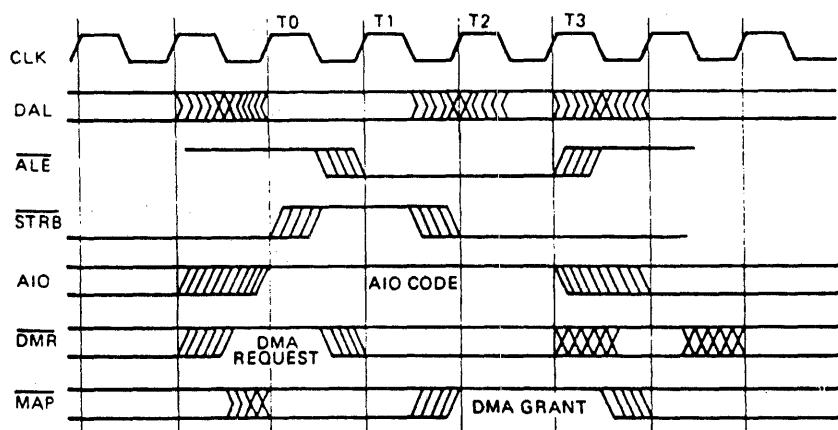 T0 T1 T2 T3
CLK
DAL
ALE
STRB
AIO AIO CODE
DMR DMA
REQUEST
MAP DMA GRANT